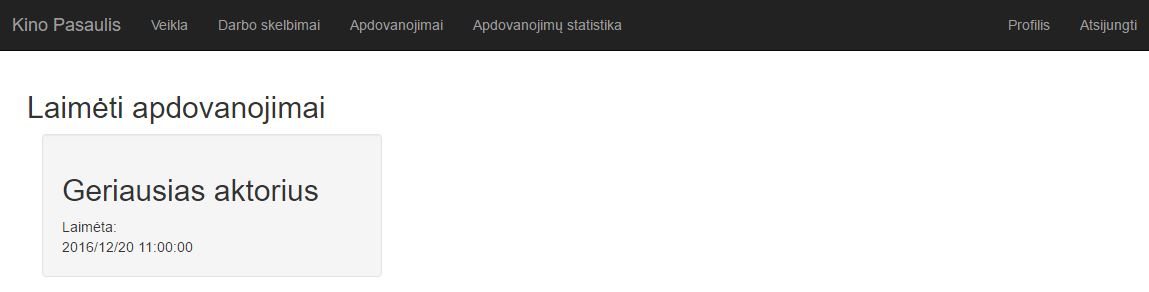 Kino Pasaulis Veikla Darbo skelbimai Apdovanojimai Apdovanojimų statistika Profilis Atsijungti
Laimėti apdovanojimai
Geriausias aktorius
Laimėta:
2016/12/20 11:00:00